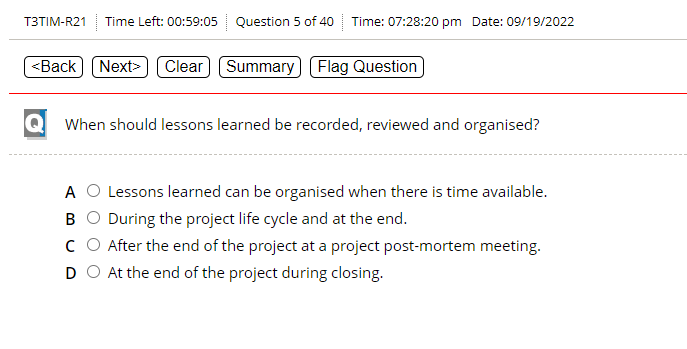 T3TIM-R21 Time Left: 00:59:05 Question 5 of 40 Time: 07:28:20 pm Date: 09/19/2022
<Back Next> Clear Summary Flag Question
Q When should lessons learned be recorded, reviewed and organised?
A Lessons learned can be organised when there is time available.
B During the project life cycle and at the end.
C After the end of the project at a project post-mortem meeting.
D At the end of the project during closing.